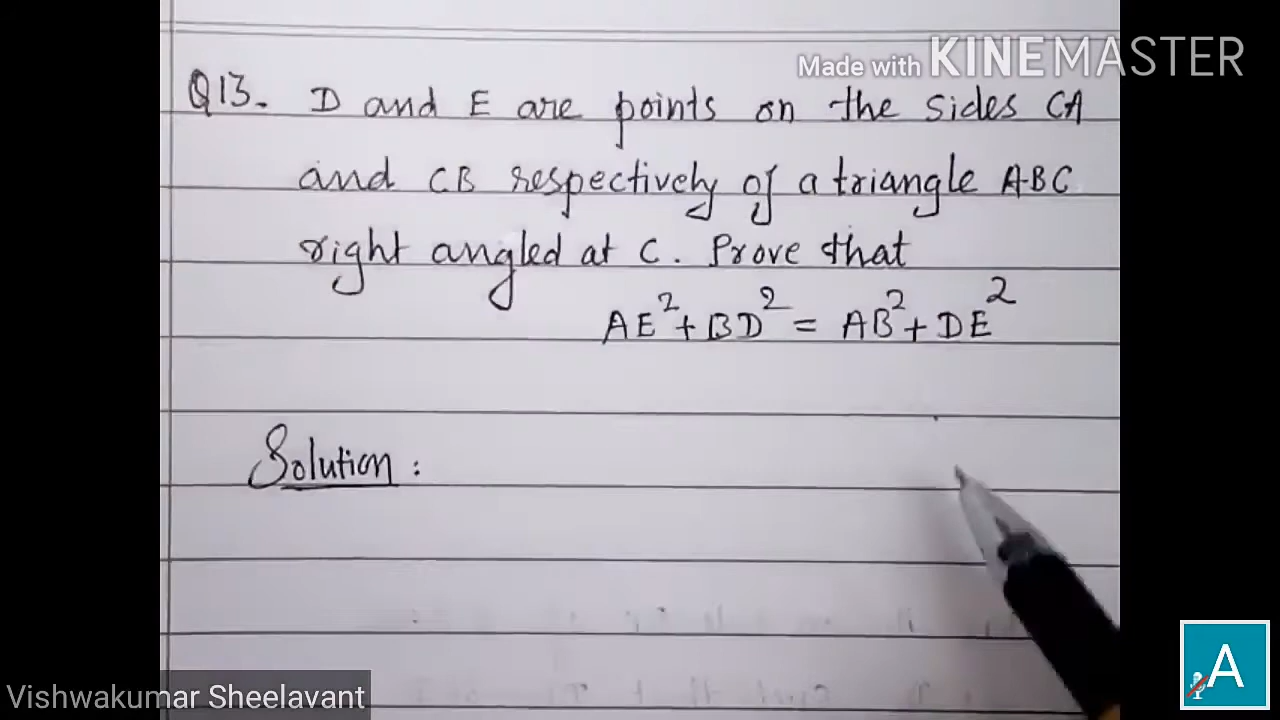 Made with KINEMASTER
Q13. D and E are points on the sides CA
and CB respectively of a triangle ABC
right angled at C. Prove that
AE² + BD² = AB² + DE²
Solution :
Vishwakumar Sheelavant
A